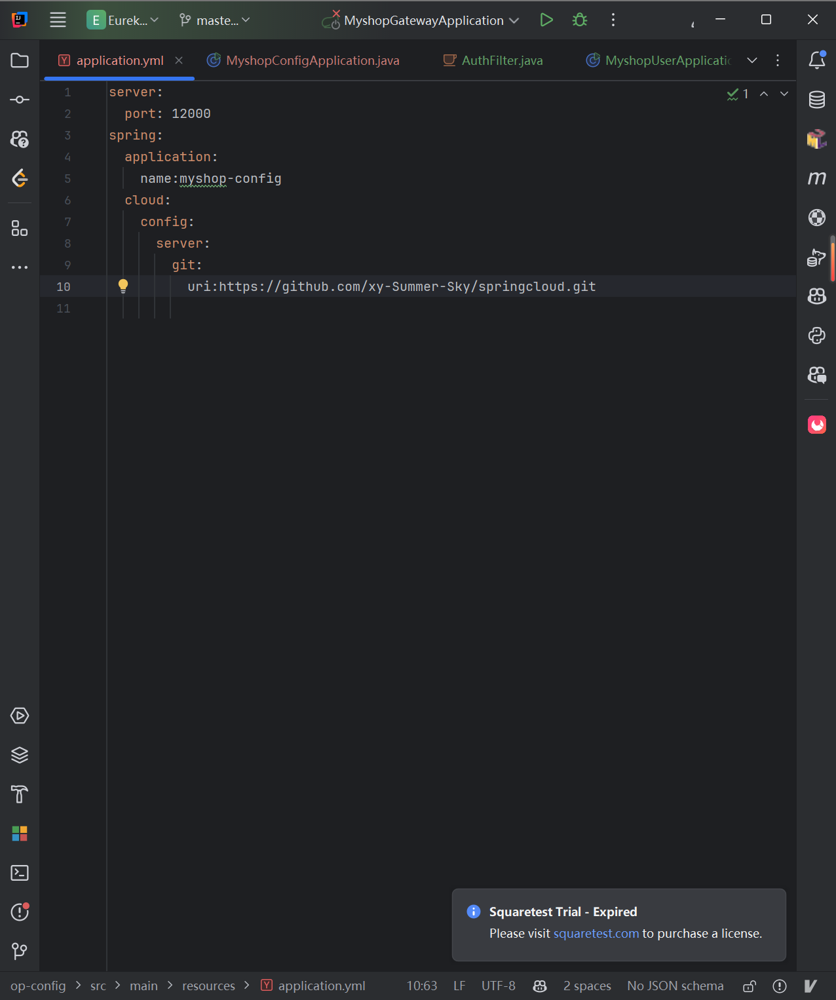 E Eurek...
maste...
MyshopGatewayApplication
application.yml
MyshopConfigApplication.java
AuthFilter.java
MyshopUserApplicatic
1 server:
2 port: 12000
3 spring:
4 application:
5 name:myshop-config
6 cloud:
7 config:
8 server:
9 git:
10 uri:https://github.com/xy-Summer-Sky/springcloud.git
11
1
Squaretest Trial - Expired
Please visit squaretest.com to purchase a license.
op-config > src > main > resources > application.yml
10:63 LF UTF-8 2 spaces No JSON schema